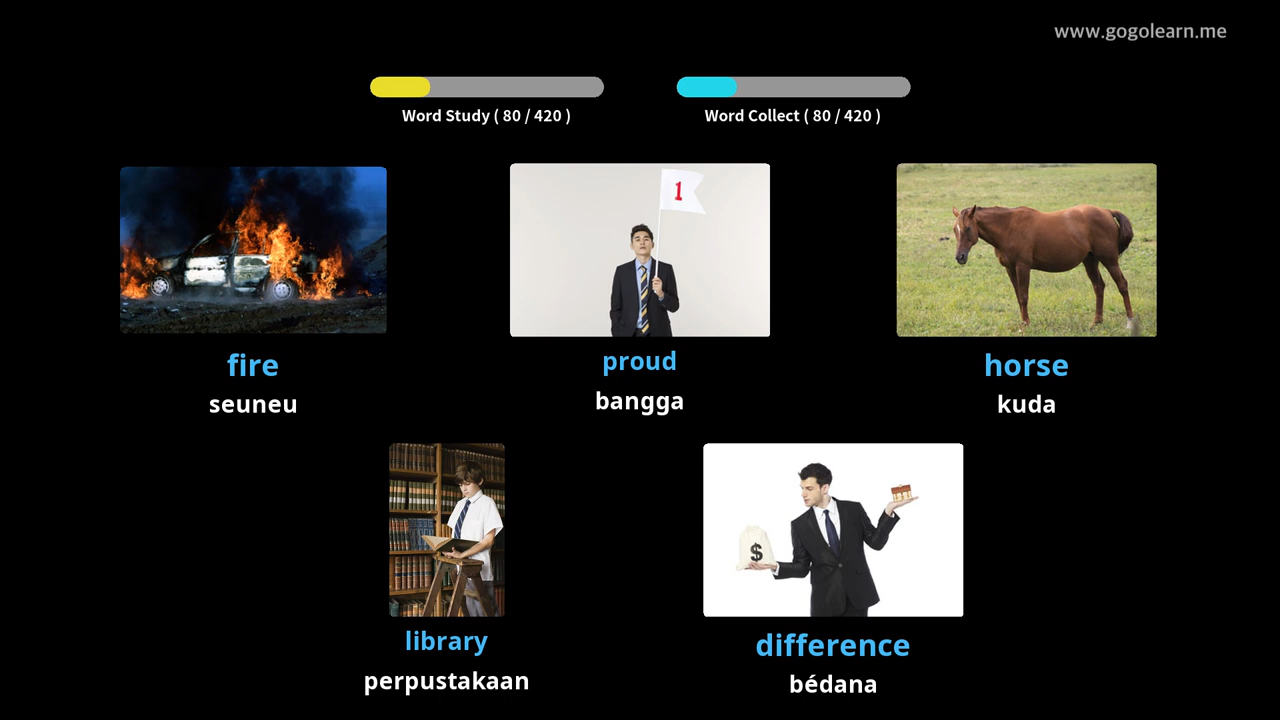 www.gogolearn.me
Word Study ( 80 / 420 )
Word Collect ( 80 / 420 )
1
fire
seuneu
proud
bangga
horse
kuda
$
library
perpustakaan
difference
bédana